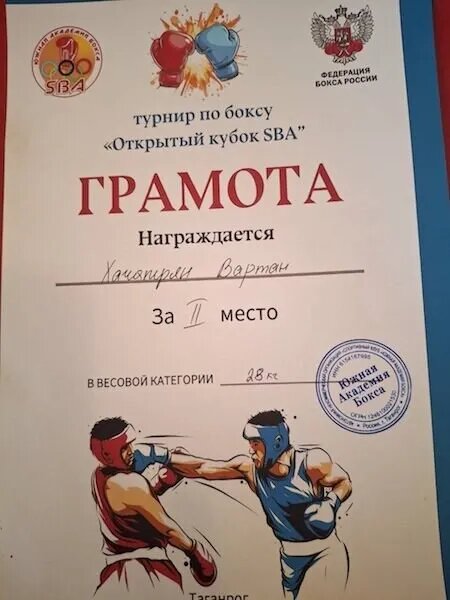 ЮЖНАЯ АКАДЕМИЯ БОКСА
1
SBA
ФЕДЕРАЦИЯ
БОКСА РОССИИ
турнир по боксу
«Открытый кубок SBA”
ГРАМОТА
Награждается
Хачатрян Вартан
За II место
В ВЕСОВОЙ КАТЕГОРИИ 28 кг
Южная
Академия
Бокса
Таганрог